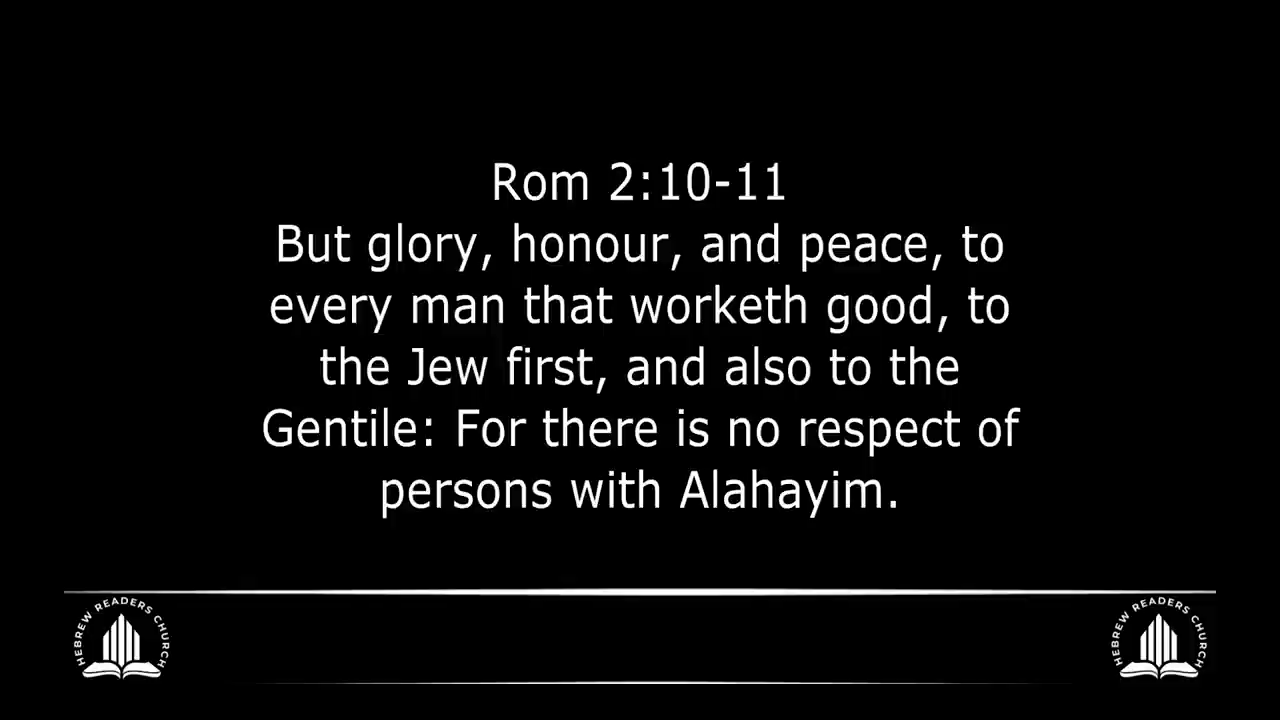 Rom 2:10-11
But glory, honour, and peace, to
every man that worketh good, to
the Jew first, and also to the
Gentile: For there is no respect of
persons with Alahayim.
HEBREW READERS CHURCH
HEBREW READERS CHURCH